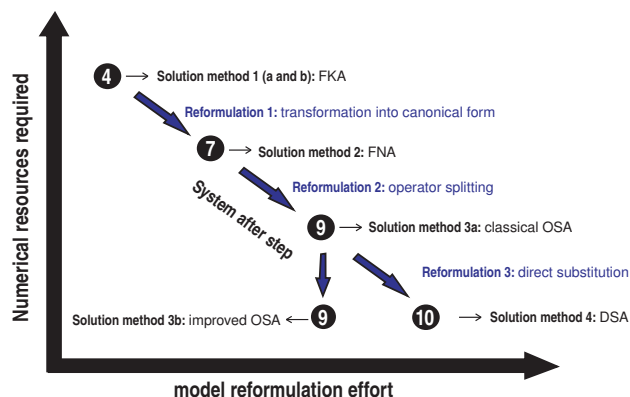 Numerical resources required
4
Solution method 1 (a and b): FKA
Reformulation 1: transformation into canonical form
7
Solution method 2: FNA
Reformulation 2: operator splitting
System after step
9
Solution method 3a: classical OSA
Reformulation 3: direct substitution
Solution method 3b: improved OSA
9
10
Solution method 4: DSA
model reformulation effort